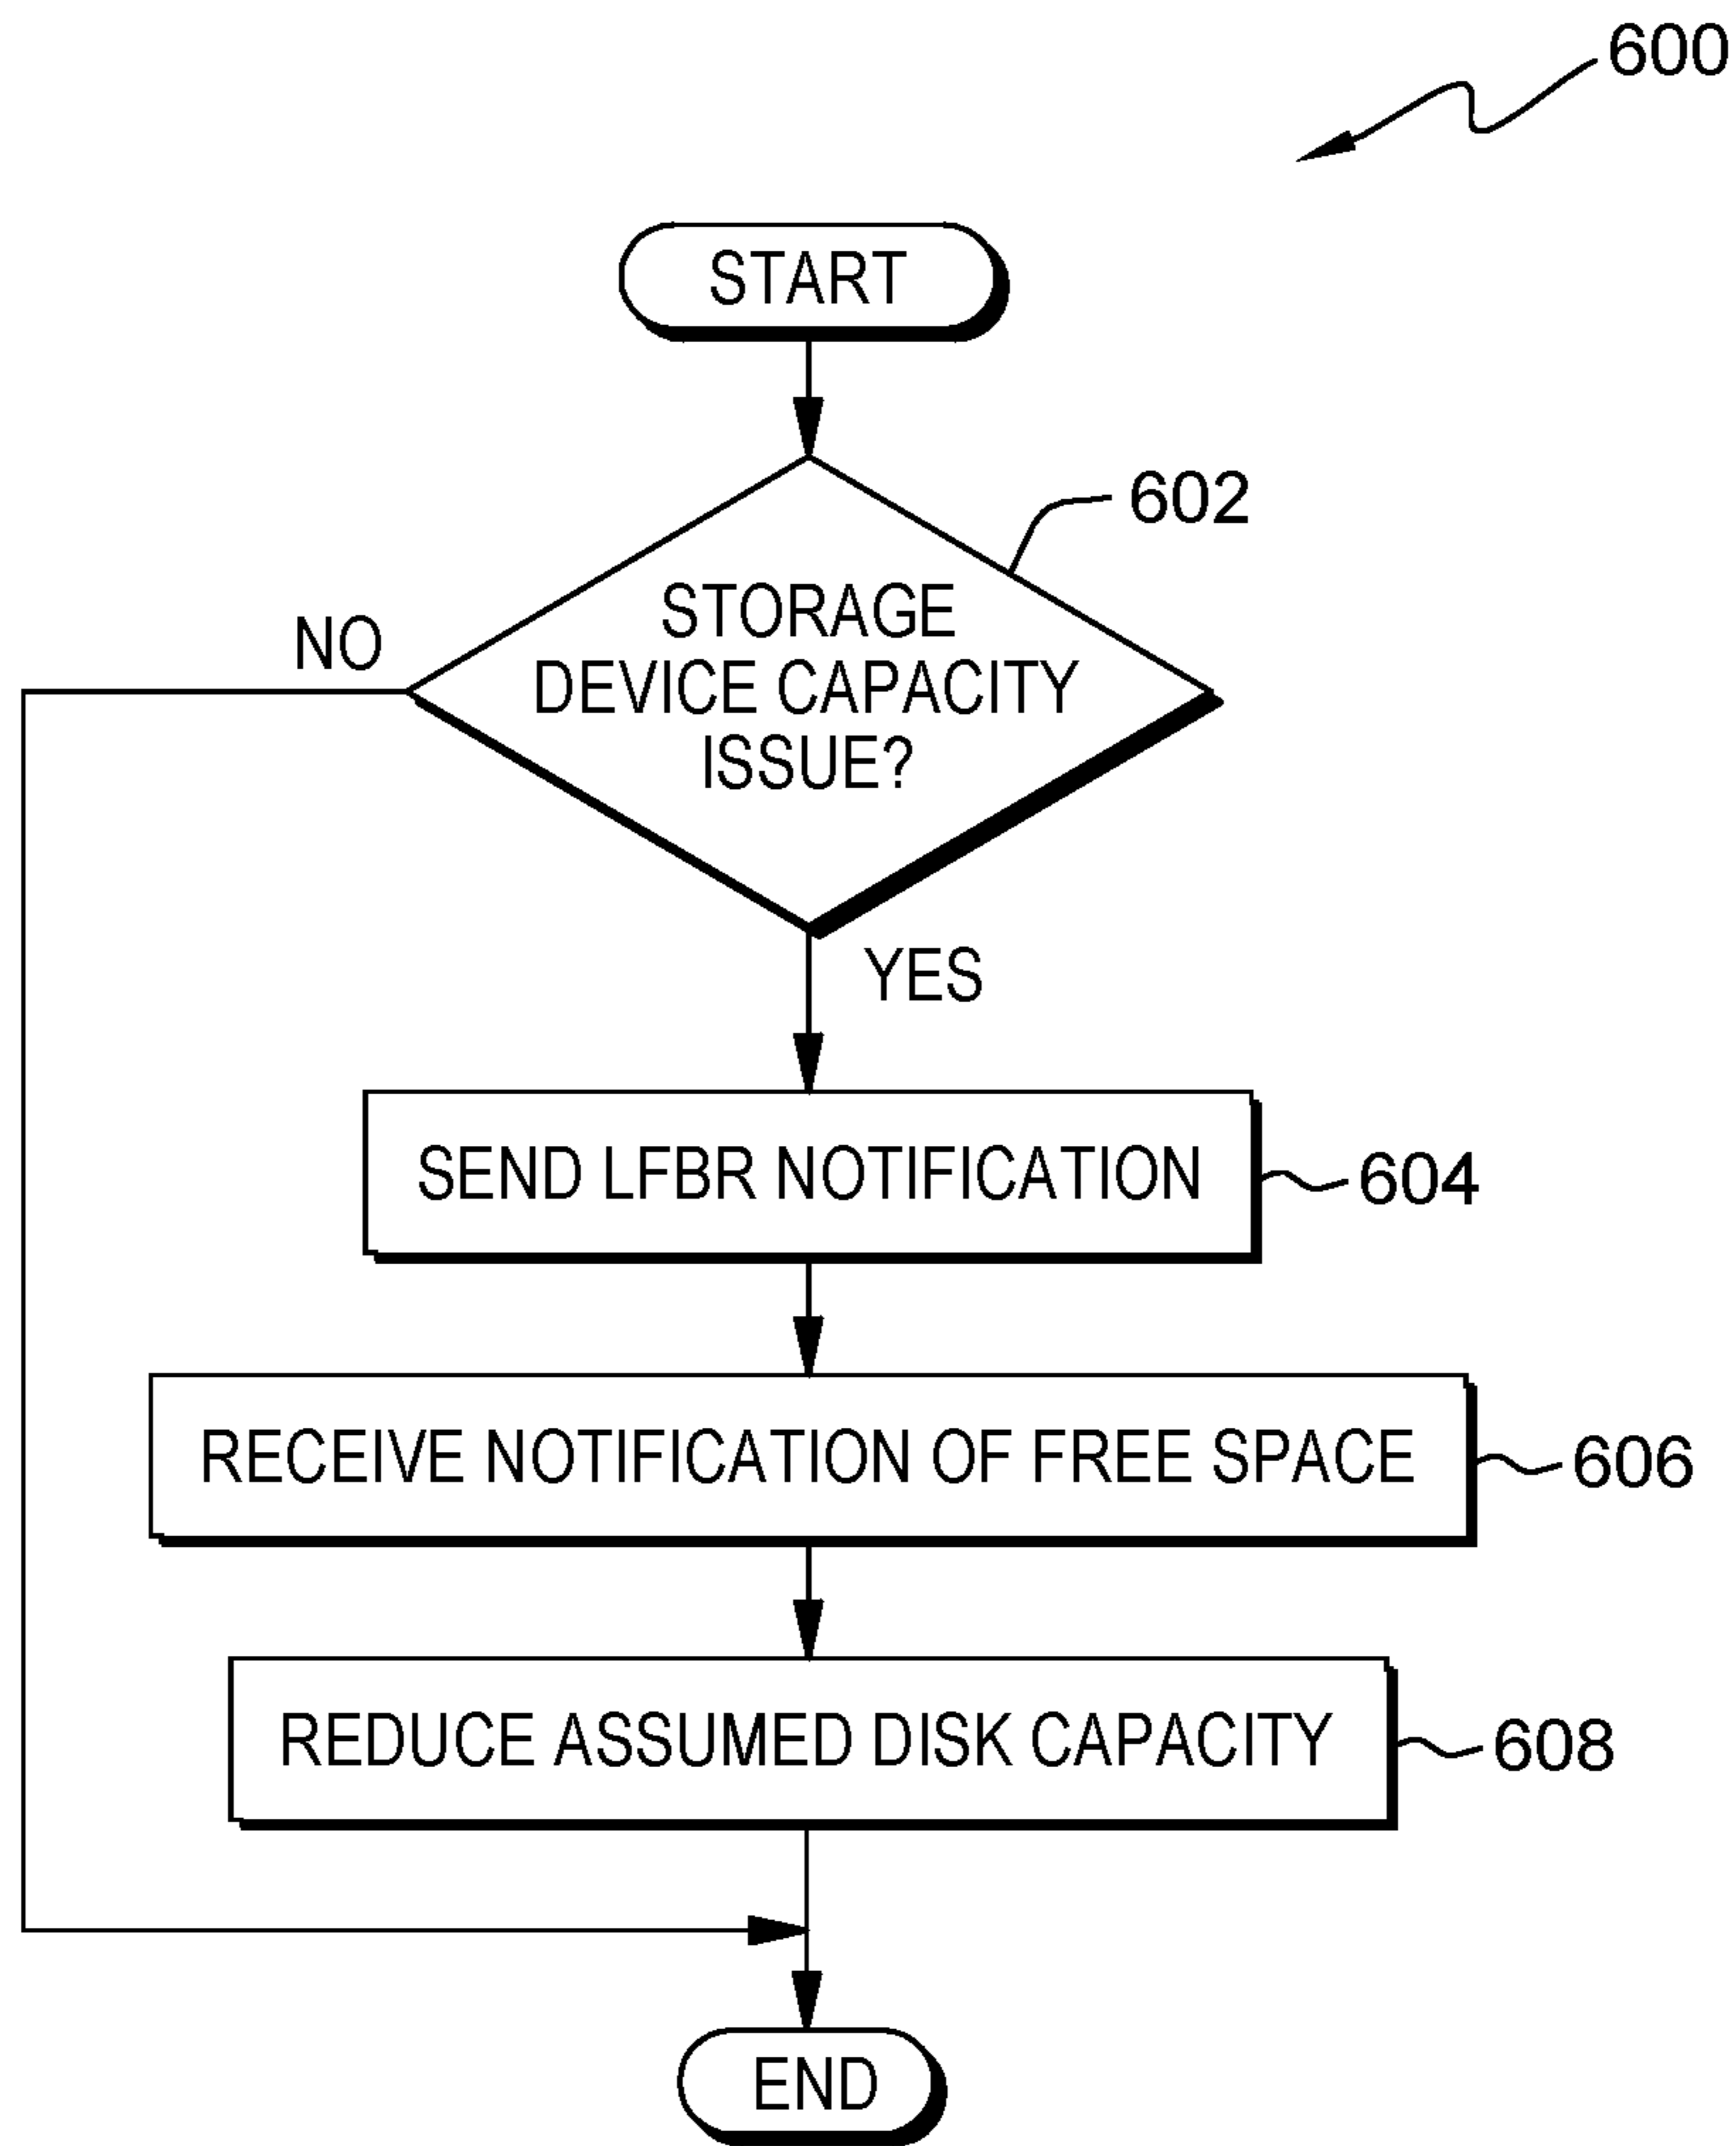 600
START
602
STORAGE
DEVICE CAPACITY
ISSUE?
NO
YES
SEND LFBR NOTIFICATION
604
RECEIVE NOTIFICATION OF FREE SPACE
606
REDUCE ASSUMED DISK CAPACITY
608
END